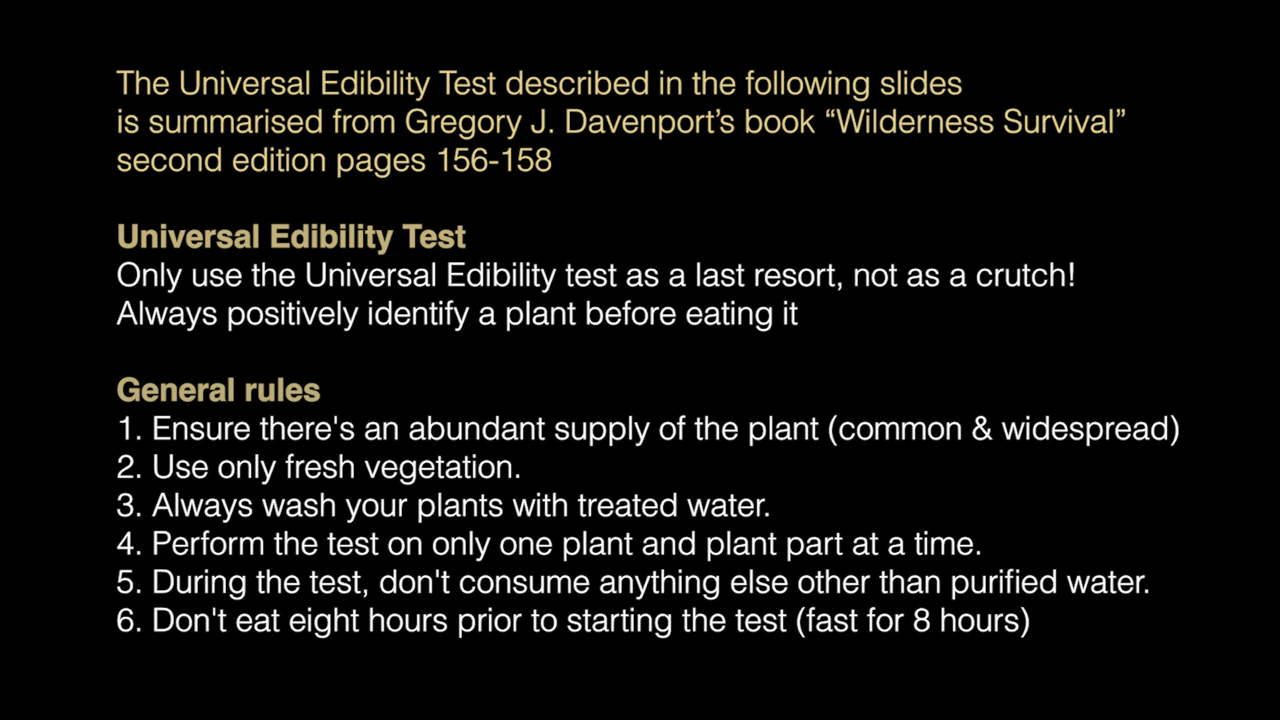 The Universal Edibility Test described in the following slides
is summarised from Gregory J. Davenport’s book “Wilderness Survival”
second edition pages 156-158
Universal Edibility Test
Only use the Universal Edibility test as a last resort, not as a crutch!
Always positively identify a plant before eating it
General rules
1. Ensure there's an abundant supply of the plant (common & widespread)
2. Use only fresh vegetation.
3. Always wash your plants with treated water.
4. Perform the test on only one plant and plant part at a time.
5. During the test, don't consume anything else other than purified water.
6. Don't eat eight hours prior to starting the test (fast for 8 hours)